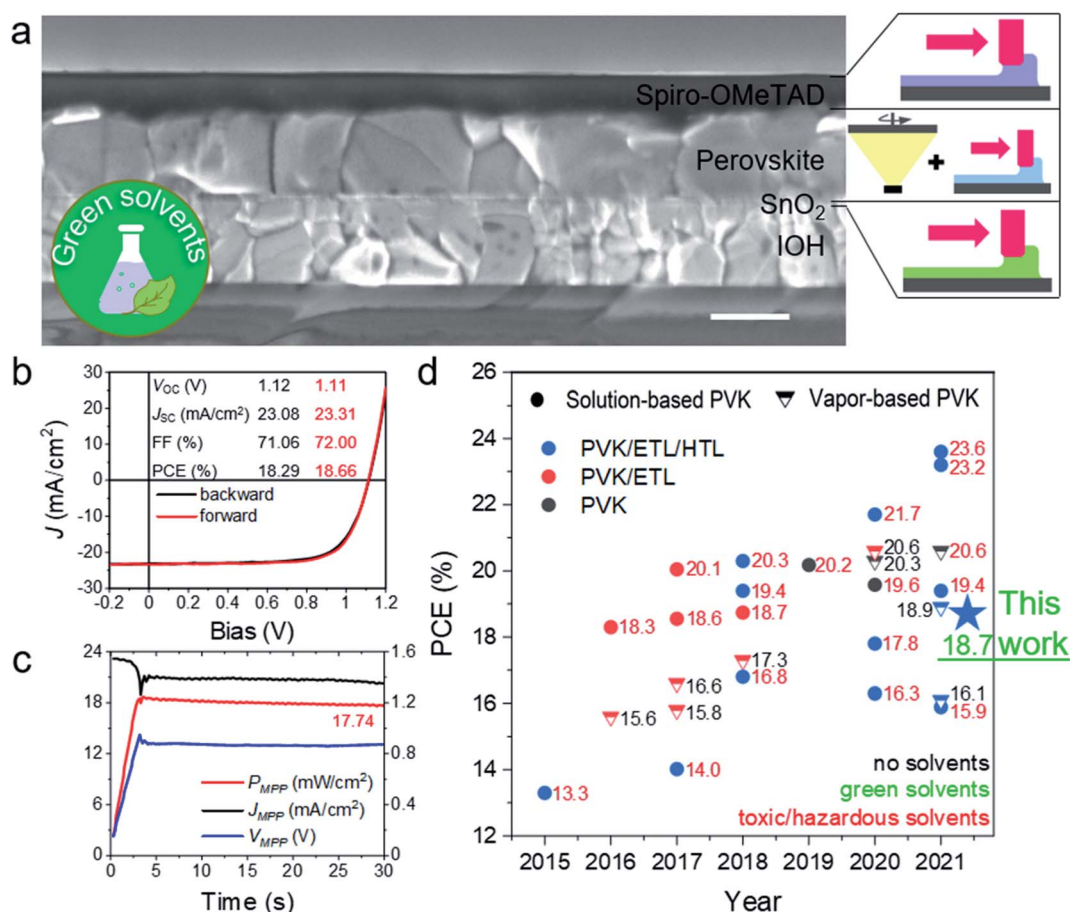 a
Spiro-OMeTAD
Perovskite
SnO₂
IOH
Green solvents
+
b
V_OC (V) 1.12 1.11
J_SC (mA/cm²) 23.08 23.31
FF (%) 71.06 72.00
PCE (%) 18.29 18.66
backward
forward
J (mA/cm²)
30
20
10
0
-10
-20
-30
-0.2 0 0.2 0.4 0.6 0.8 1 1.2
Bias (V)
c
24
18
12
6
0
1.6
1.2
0.8
0.4
0
17.74
P_MPP (mW/cm²)
J_MPP (mA/cm²)
V_MPP (V)
0 5 10 15 20 25 30
Time (s)
d
Solution-based PVK
Vapor-based PVK
PVK/ETL/HTL
PVK/ETL
PVK
PCE (%)
26
24
22
20
18
16
14
12
23.6
23.2
21.7
20.6
20.3
20.6
20.3
20.1
20.2
19.6
19.4
19.4
18.9
18.3
18.6
18.7
This
18.7 work
17.8
17.3
16.8
16.6
16.3
16.1
15.9
15.6
15.8
14.0
13.3
no solvents
green solvents
toxic/hazardous solvents
2015 2016 2017 2018 2019 2020 2021
Year